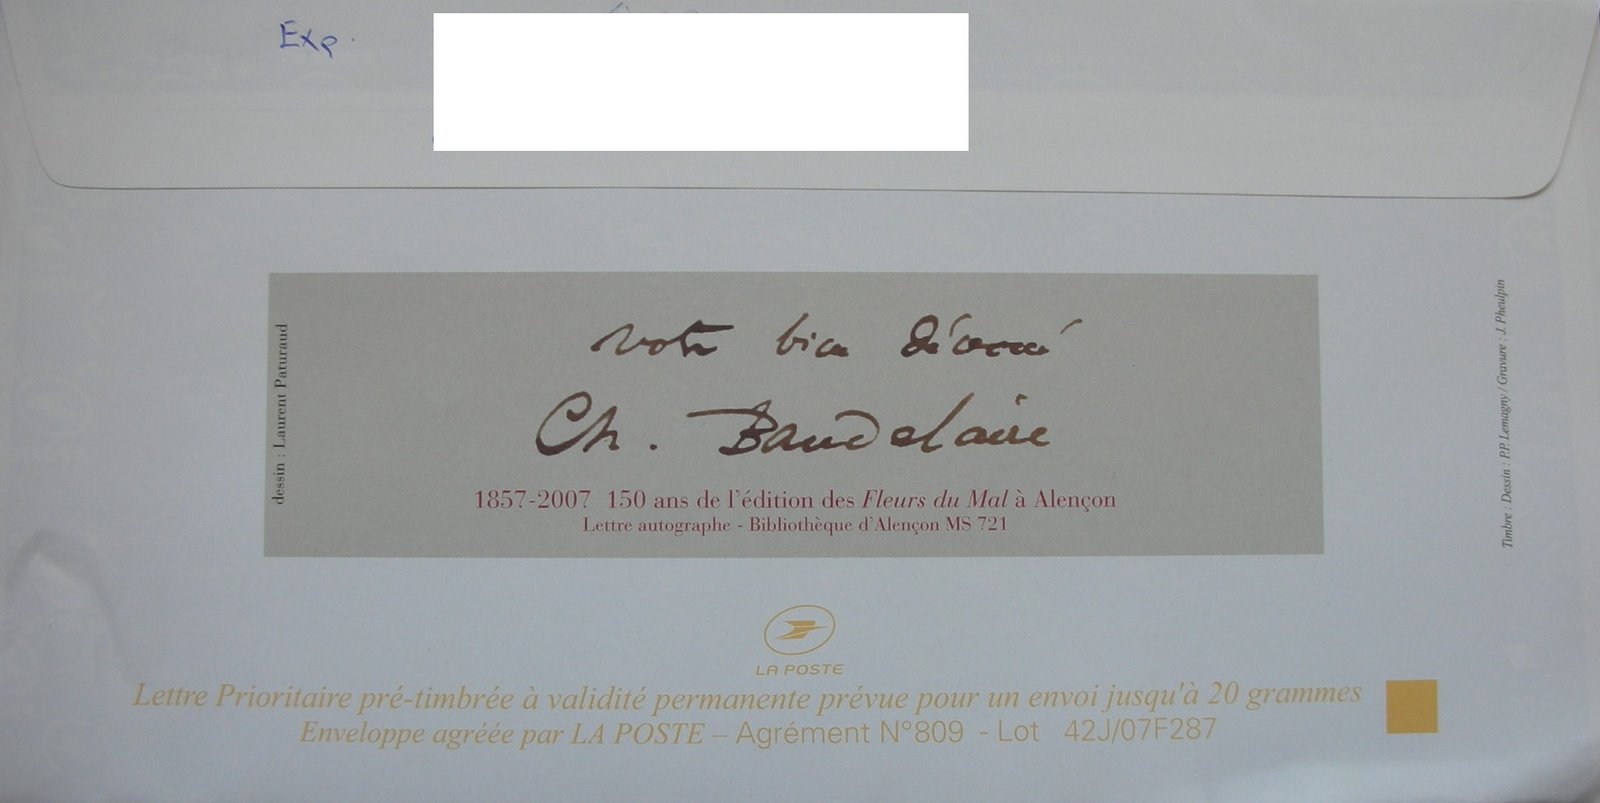 Exp.
dessin : Laurent Paturaud
votre bien dévoué
Ch. Baudelaire
1857-2007 150 ans de l'édition des Fleurs du Mal à Alençon
Lettre autographe - Bibliothèque d'Alençon MS 721
Timbre : Dessin : P.P. Lemagny / Gravure : J. Pheulpin
LA POSTE
Lettre Prioritaire pré-timbrée à validité permanente prévue pour un envoi jusqu'à 20 grammes
Enveloppe agréée par LA POSTE – Agrément N°809 - Lot 42J/07F287